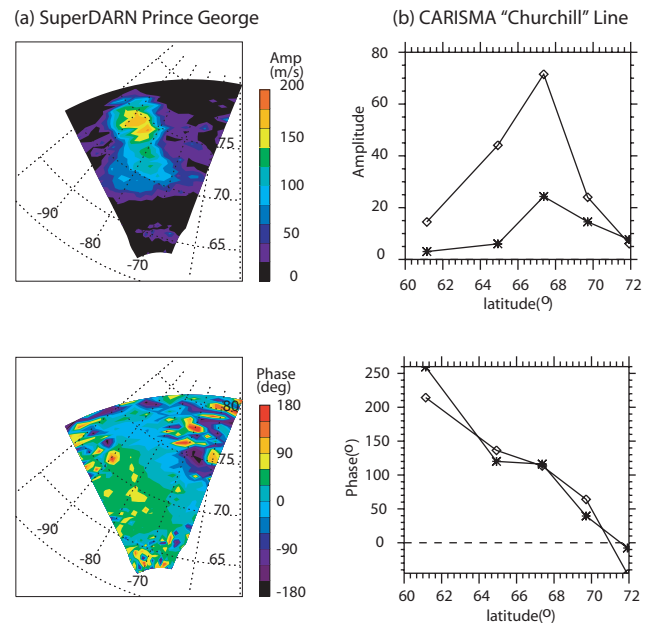 (a) SuperDARN Prince George
(b) CARISMA “Churchill” Line
Amp
(m/s)
200
150
100
50
0
75
70
65
-90
-80
-70
Amplitude
80
60
40
20
0
60 62 64 66 68 70 72
latitude(o)
Phase
(deg)
180
90
0
-90
-180
80
75
70
65
-90
-80
-70
Phase(o)
250
200
150
100
50
0
60 62 64 66 68 70 72
latitude(o)